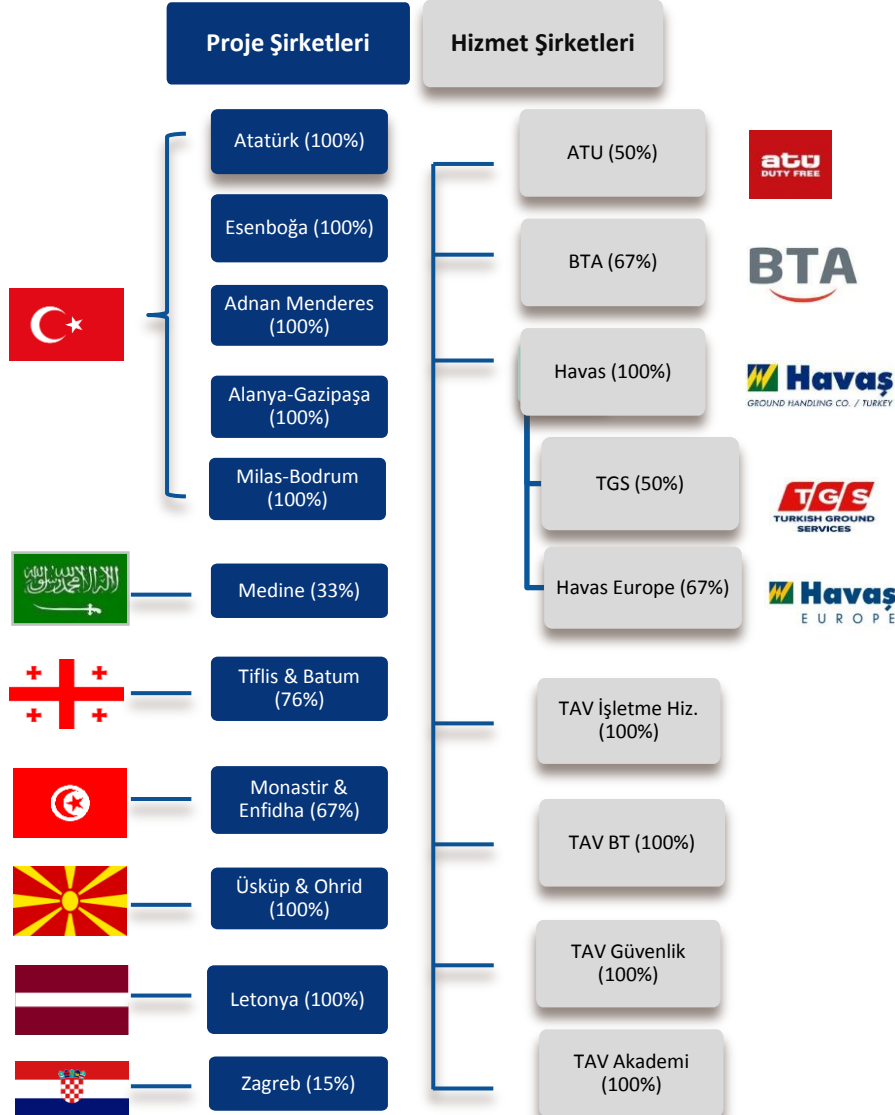 Proje Şirketleri
Hizmet Şirketleri
Atatürk (100%)
Esenboğa (100%)
Adnan Menderes
(100%)
Alanya-Gazipaşa
(100%)
Milas-Bodrum
(100%)
Medine (33%)
Tiflis & Batum
(76%)
Monastir &
Enfidha (67%)
Üsküp & Ohrid
(100%)
Letonya (100%)
Zagreb (15%)
ATU (50%)
atü
DUTY FREE
BTA (67%)
BTA
Havas (100%)
Havaş
GROUND HANDLING CO. / TURKEY
TGS (50%)
TGS
TURKISH GROUND
SERVICES
Havas Europe (67%)
Havaş
EUROPE
TAV İşletme Hiz.
(100%)
TAV BT (100%)
TAV Güvenlik
(100%)
TAV Akademi
(100%)